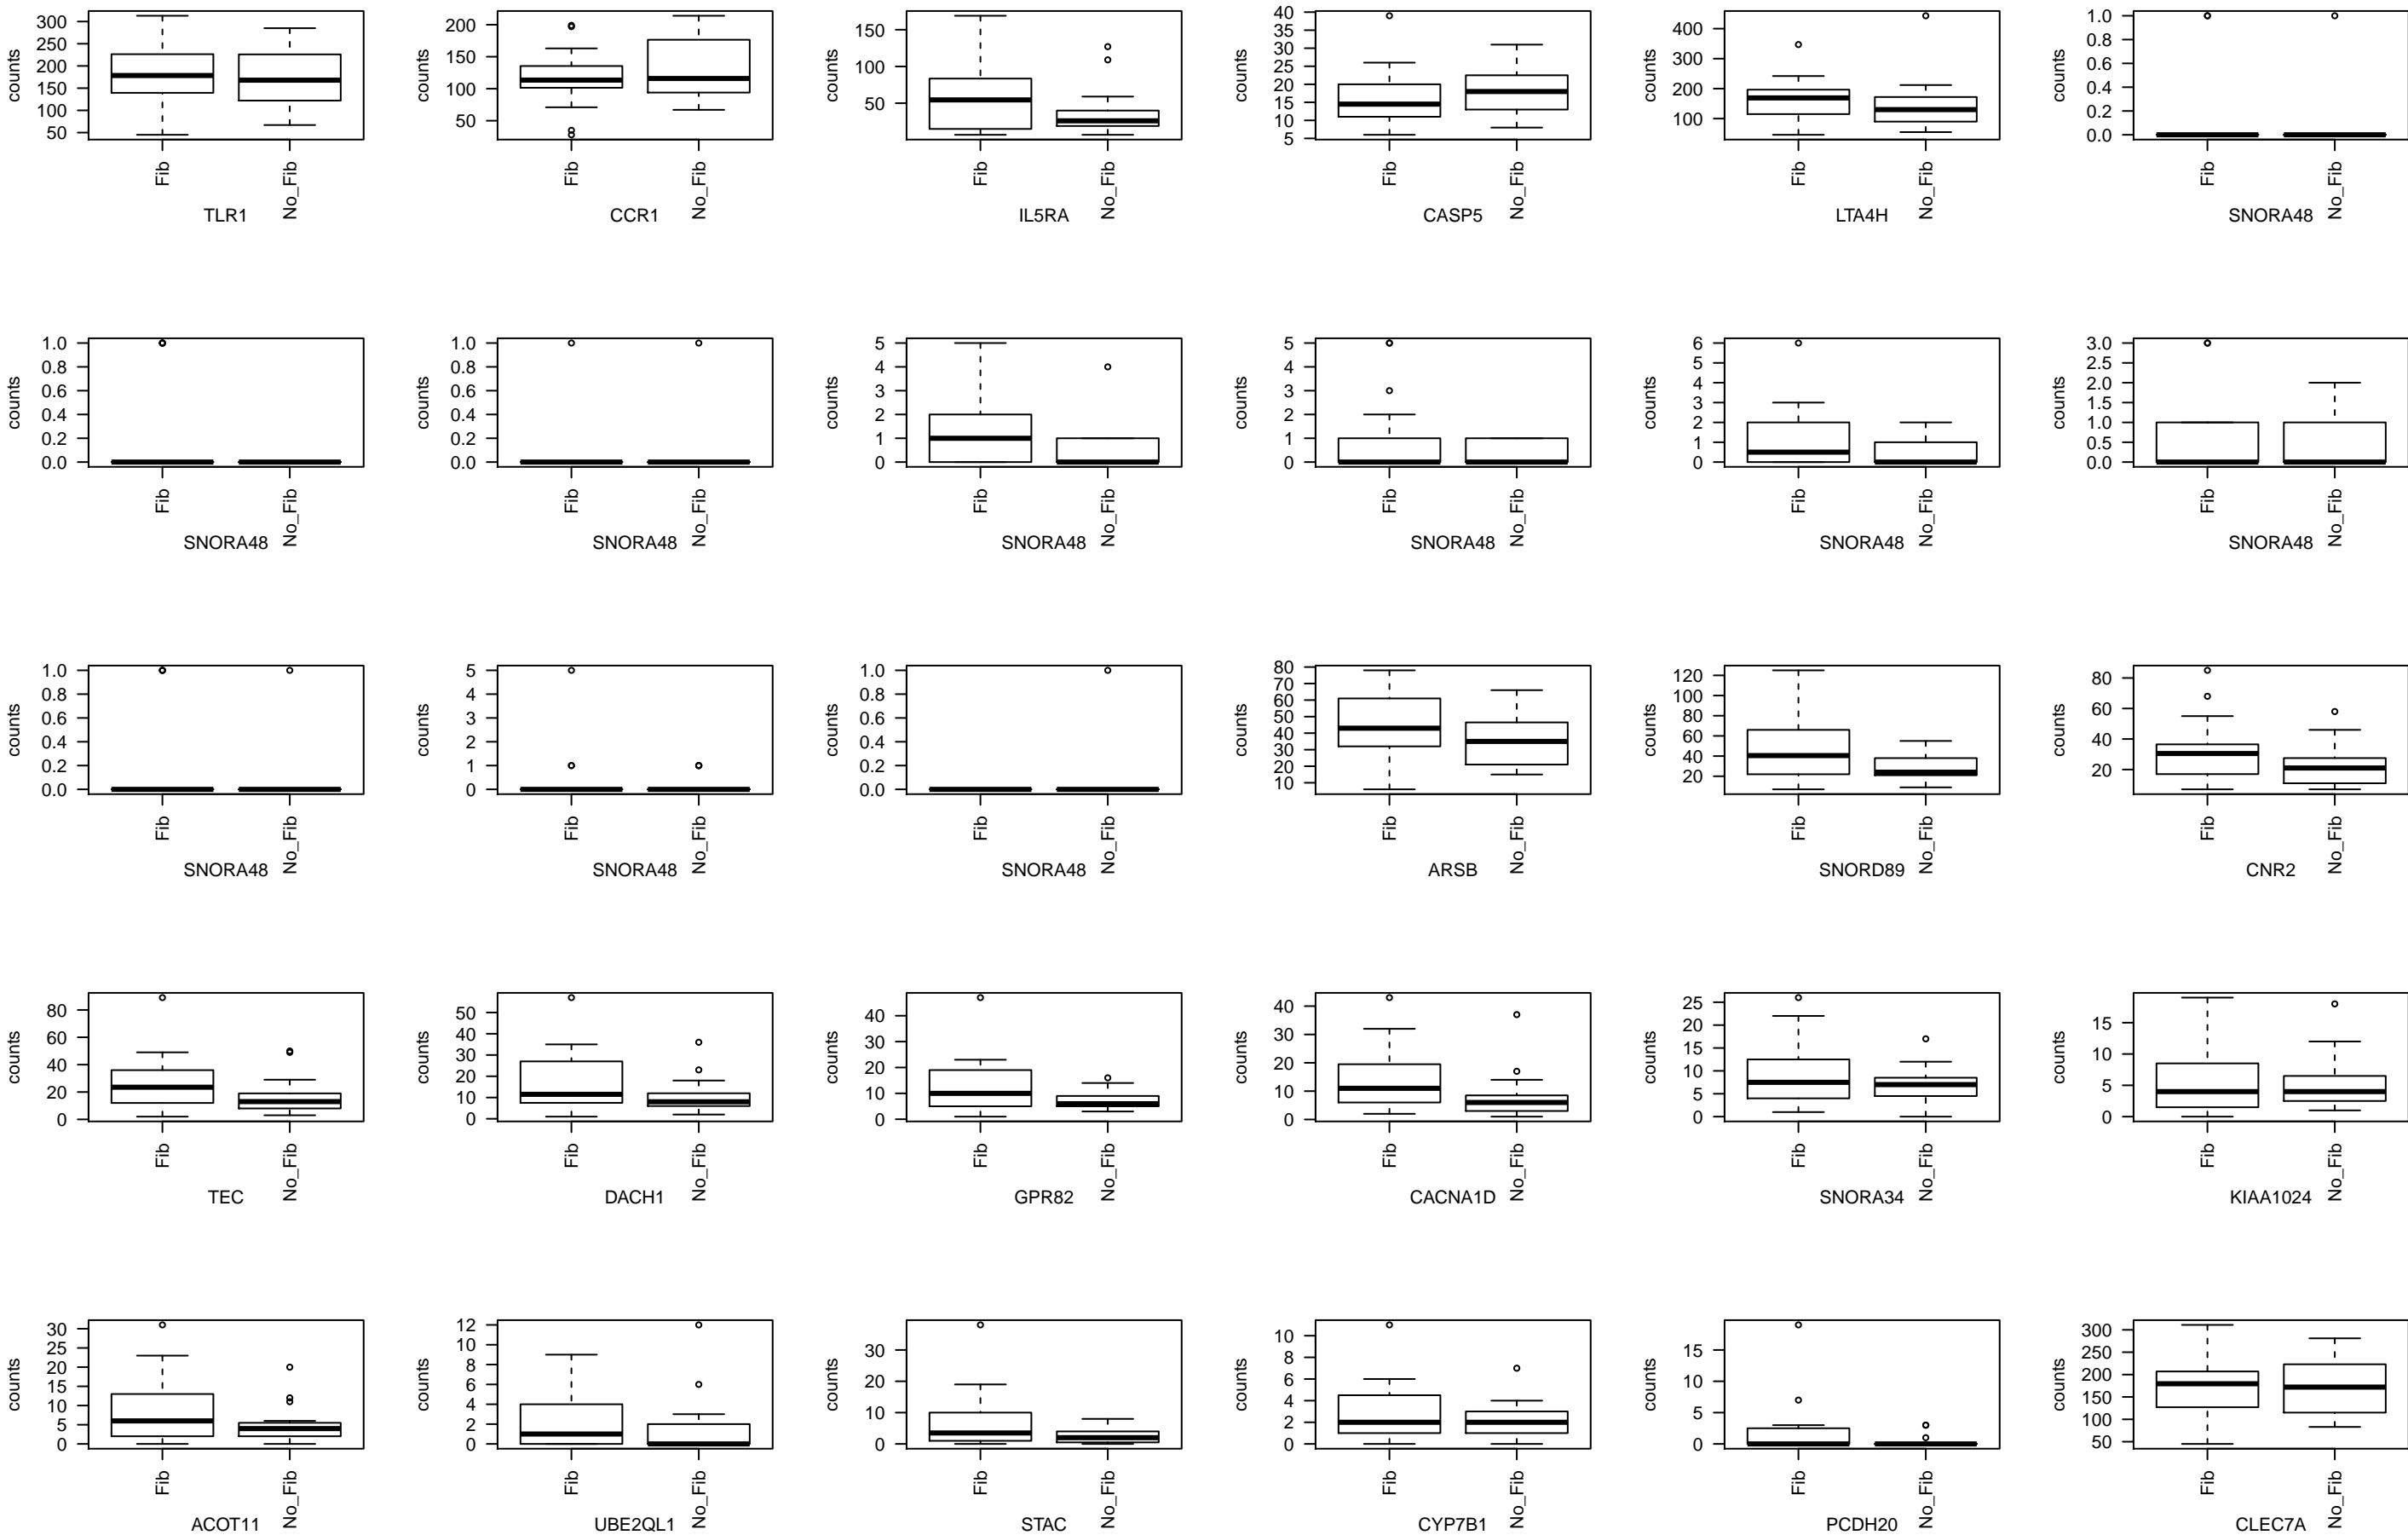 counts
300 250 200 150 100 50
Fib No_Fib
TLR1
counts
200 150 100 50
Fib No_Fib
CCR1
counts
150 100 50
Fib No_Fib
IL5RA
counts
40 35 30 25 20 15 10 5
Fib No_Fib
CASP5
counts
400 300 200 100
Fib No_Fib
LTA4H
counts
1.0 0.8 0.6 0.4 0.2 0.0
Fib No_Fib
SNORA48
counts
1.0 0.8 0.6 0.4 0.2 0.0
Fib No_Fib
SNORA48
counts
1.0 0.8 0.6 0.4 0.2 0.0
Fib No_Fib
SNORA48
counts
5 4 3 2 1 0
Fib No_Fib
SNORA48
counts
5 4 3 2 1 0
Fib No_Fib
SNORA48
counts
6 5 4 3 2 1 0
Fib No_Fib
SNORA48
counts
3.0 2.5 2.0 1.5 1.0 0.5 0.0
Fib No_Fib
SNORA48
counts
1.0 0.8 0.6 0.4 0.2 0.0
Fib No_Fib
SNORA48
counts
5 4 3 2 1 0
Fib No_Fib
SNORA48
counts
1.0 0.8 0.6 0.4 0.2 0.0
Fib No_Fib
SNORA48
counts
80 70 60 50 40 30 20 10
Fib No_Fib
ARSB
counts
120 100 80 60 40 20
Fib No_Fib
SNORD89
counts
80 60 40 20
Fib No_Fib
CNR2
counts
80 60 40 20 0
Fib No_Fib
TEC
counts
50 40 30 20 10 0
Fib No_Fib
DACH1
counts
40 30 20 10 0
Fib No_Fib
GPR82
counts
40 30 20 10 0
Fib No_Fib
CACNA1D
counts
25 20 15 10 5 0
Fib No_Fib
SNORA34
counts
15 10 5 0
Fib No_Fib
KIAA1024
counts
30 25 20 15 10 5 0
Fib No_Fib
ACOT11
counts
12 10 8 6 4 2 0
Fib No_Fib
UBE2QL1
counts
30 20 10 0
Fib No_Fib
STAC
counts
10 8 6 4 2 0
Fib No_Fib
CYP7B1
counts
15 10 5 0
Fib No_Fib
PCDH20
counts
300 250 200 150 100 50
Fib No_Fib
CLEC7A